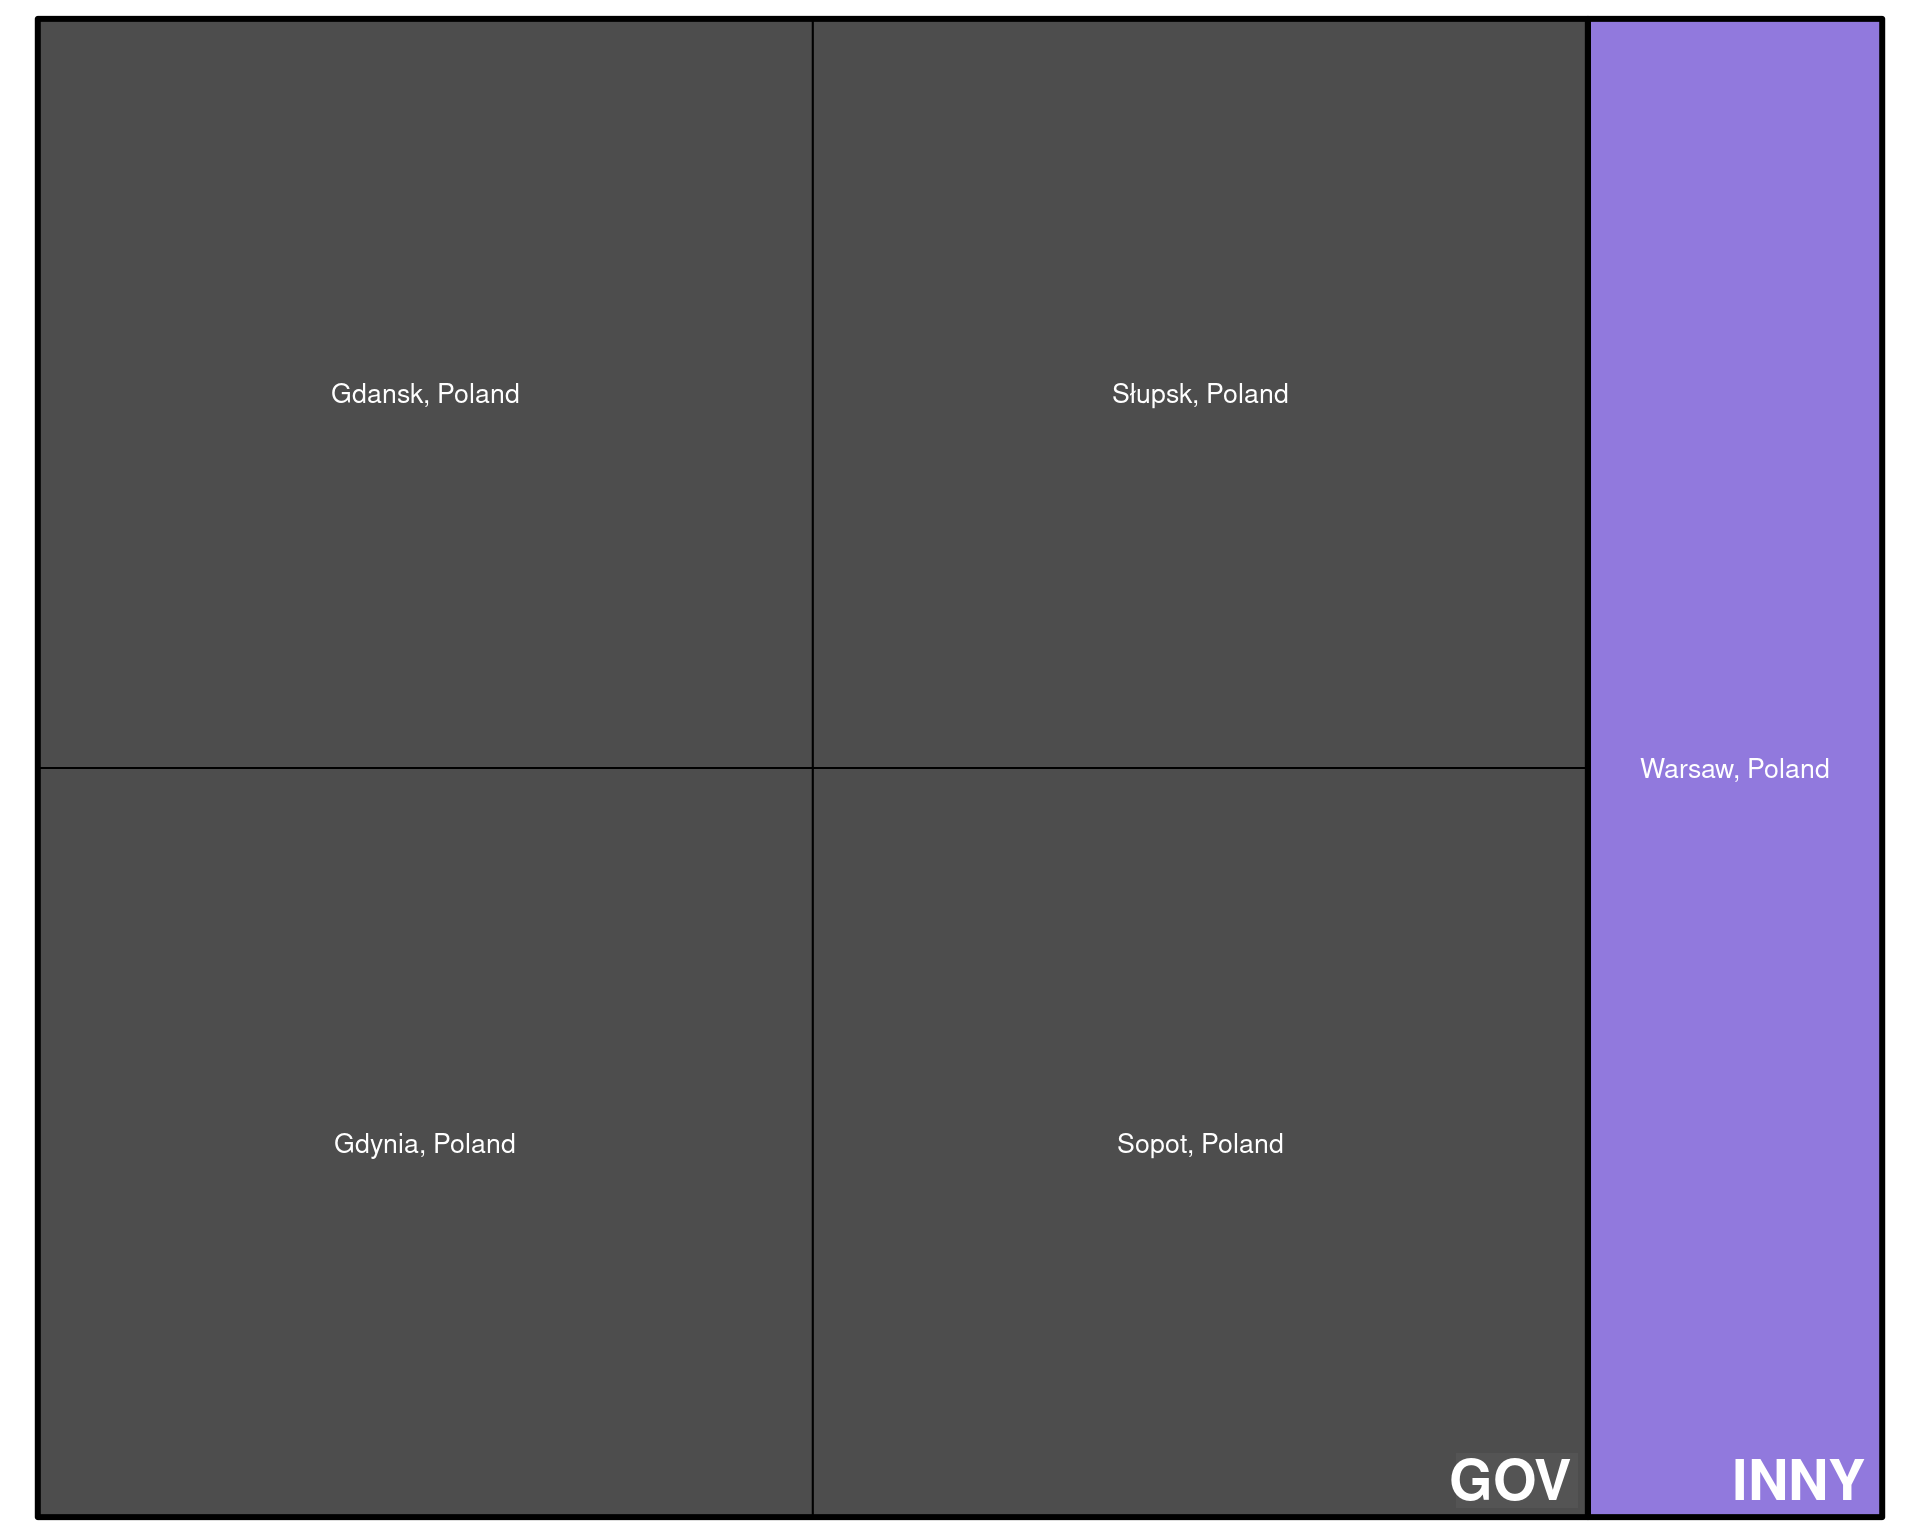 Gdansk, Poland
Słupsk, Poland
Warsaw, Poland
Gdynia, Poland
Sopot, Poland
GOV
INNY